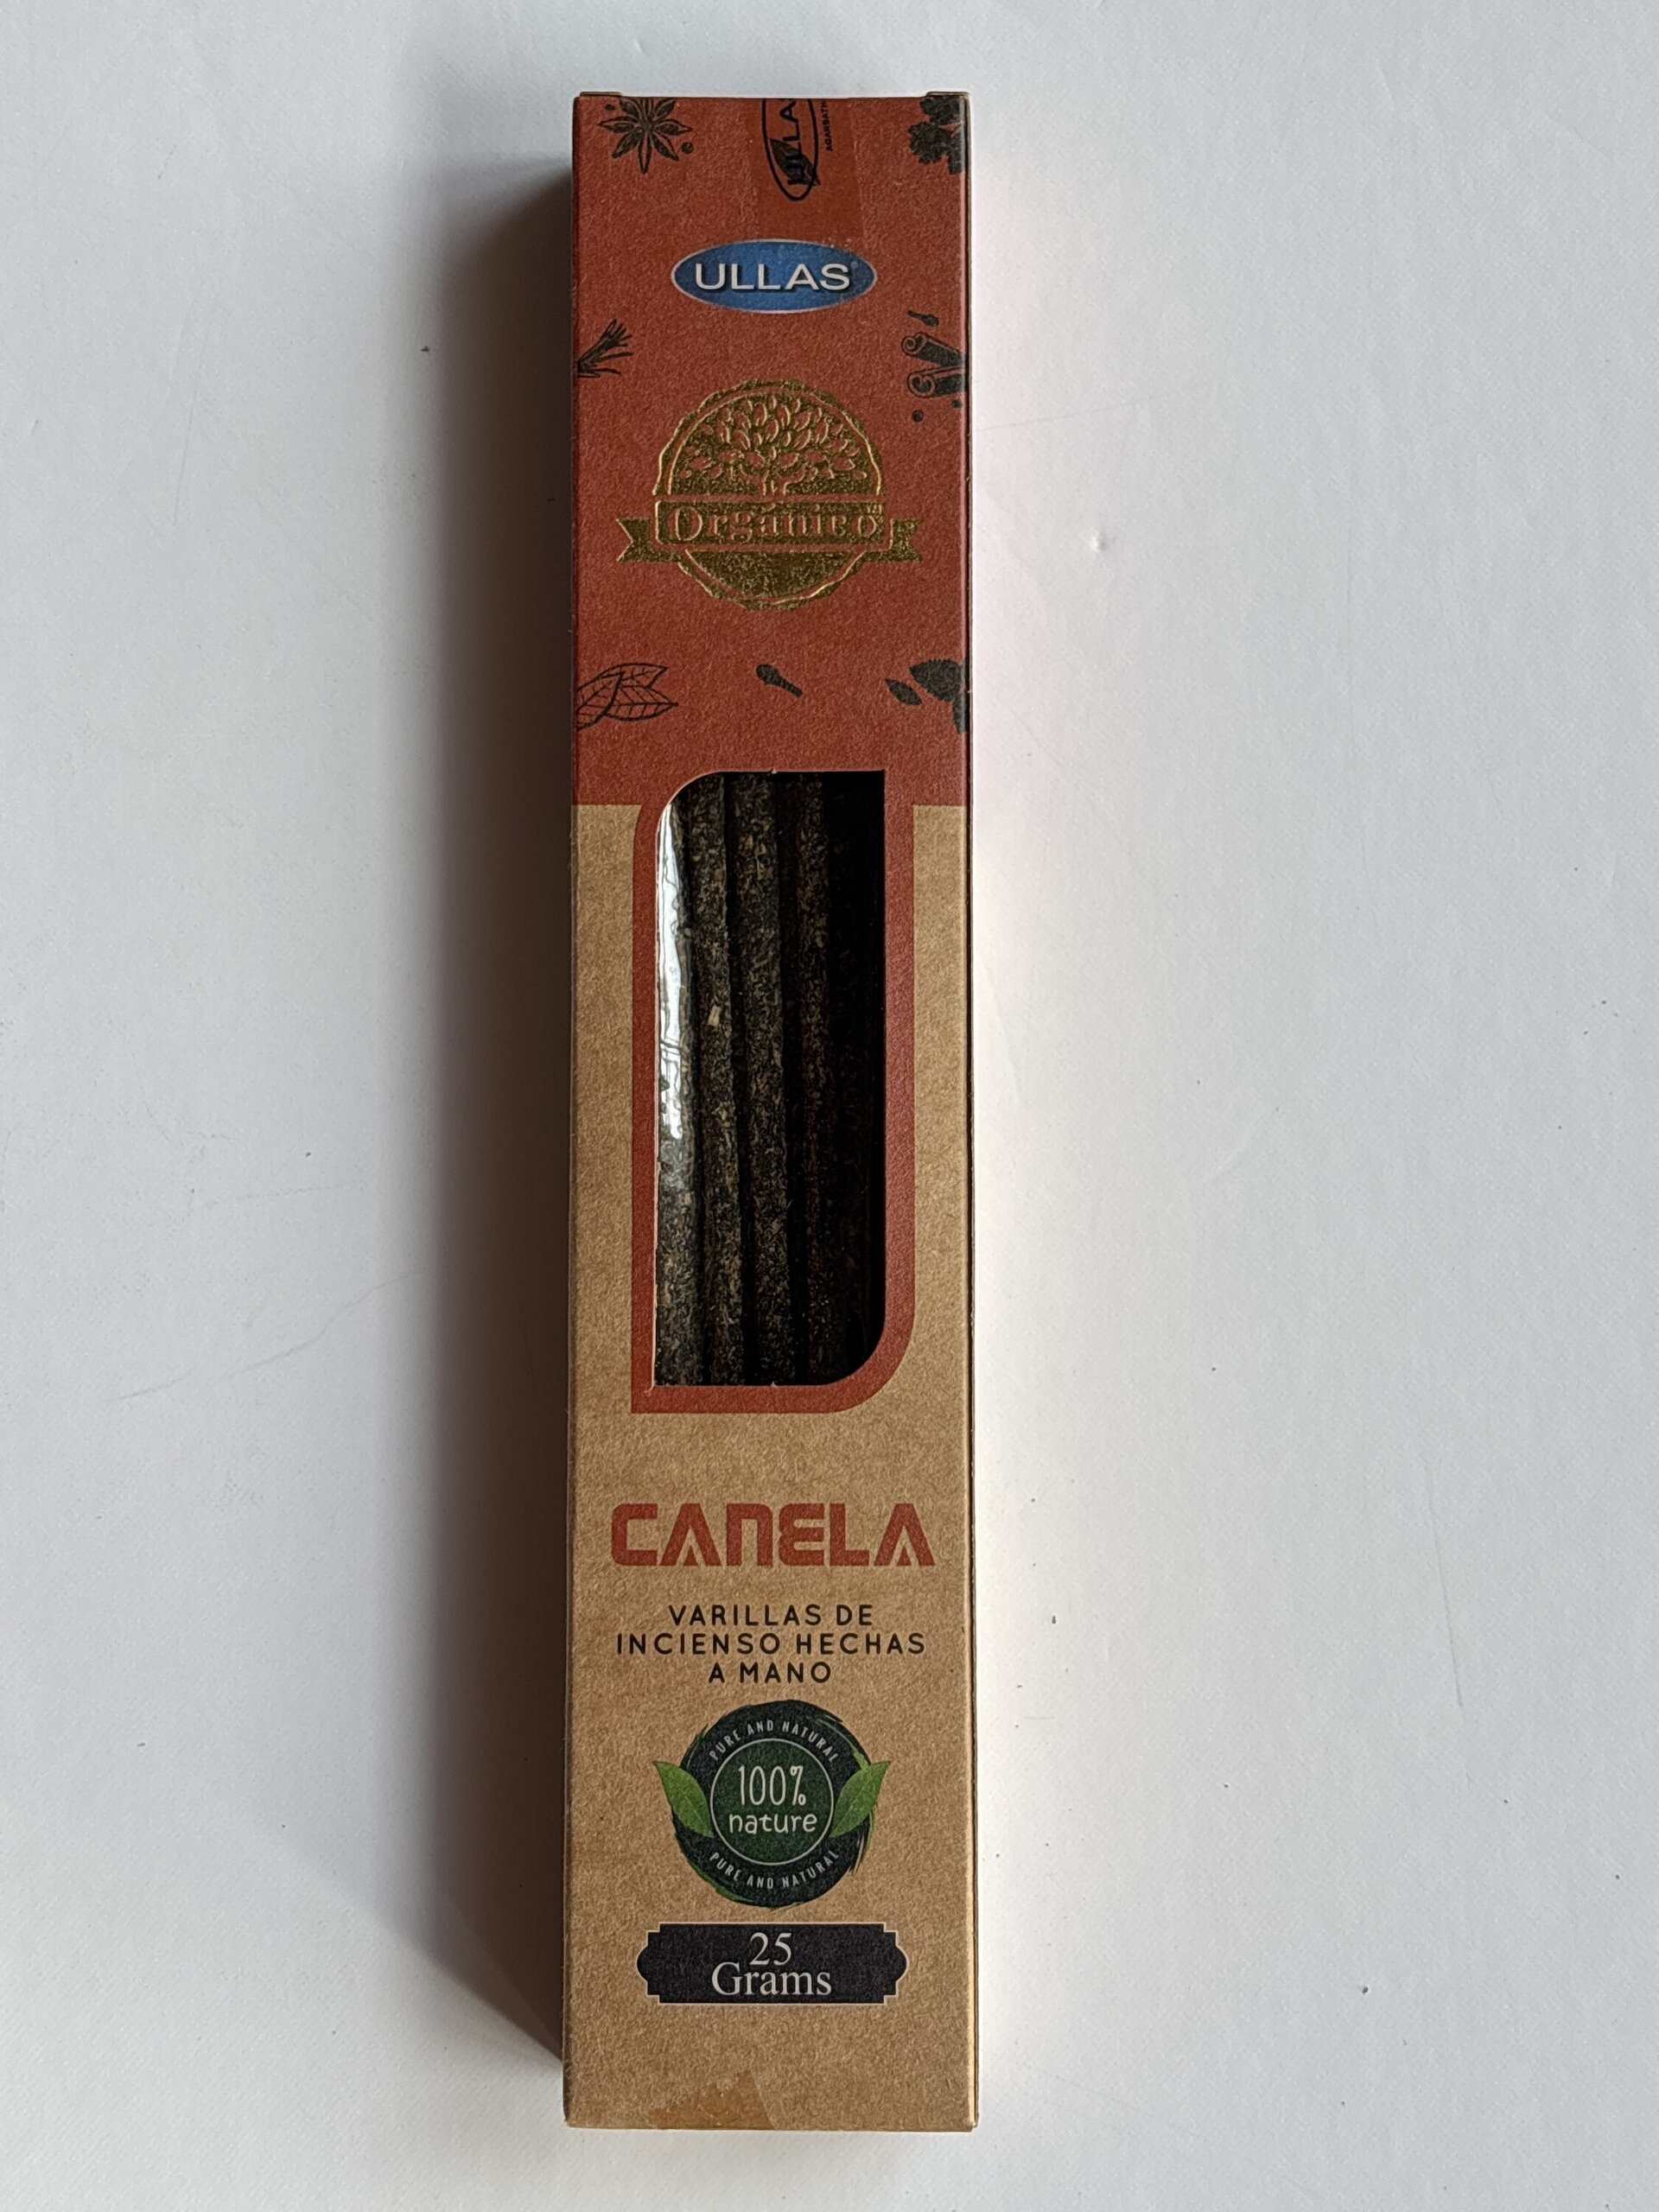 ULLAS
Orgánico
CANELA
VARILLAS DE
INCIENSO HECHAS
A MANO
PURE AND NATURAL
100%
nature
PURE AND NATURAL
25
Grams